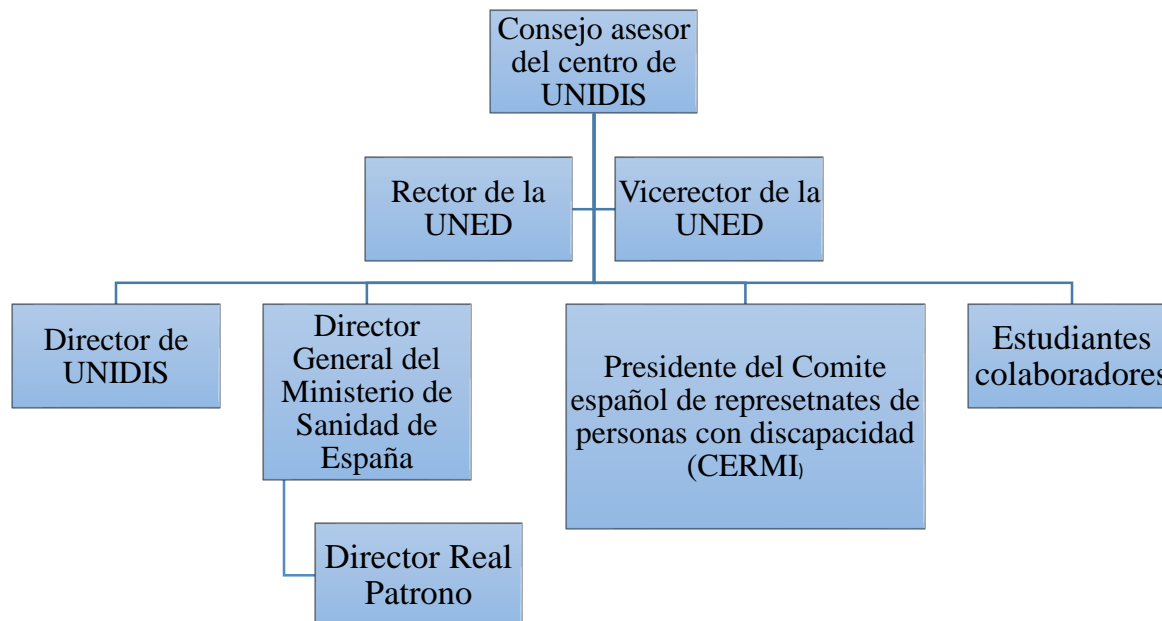 Consejo asesor
del centro de
UNIDIS
Rector de la
UNED
Vicerector de la
UNED
Director de
UNIDIS
Director
General del
Ministerio de
Sanidad de
España
Presidente del Comite
español de represetnates de
personas con discapacidad
(CERMI)
Estudiantes
colaboradores
Director Real
Patrono